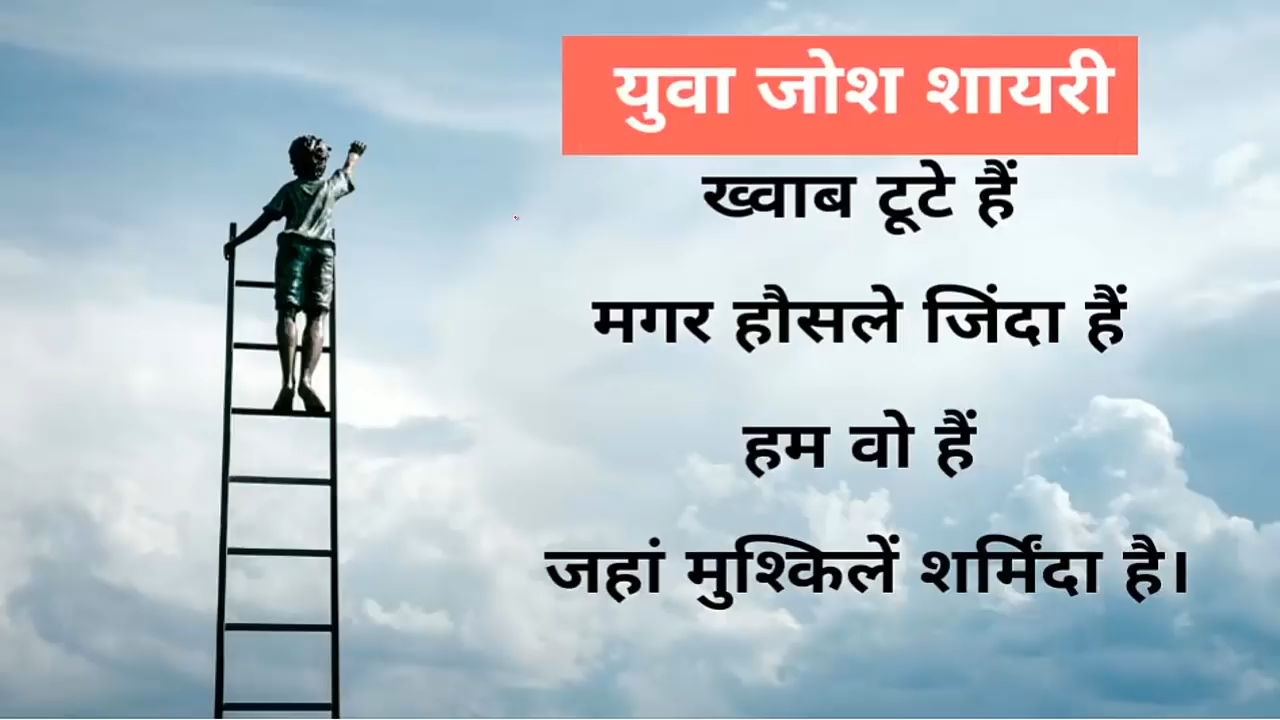 युवा जोश शायरी
ख्वाब टूटे हैं
मगर हौसले जिंदा हैं
हम वो हैं
जहां मुश्किलें शर्मिंदा है।